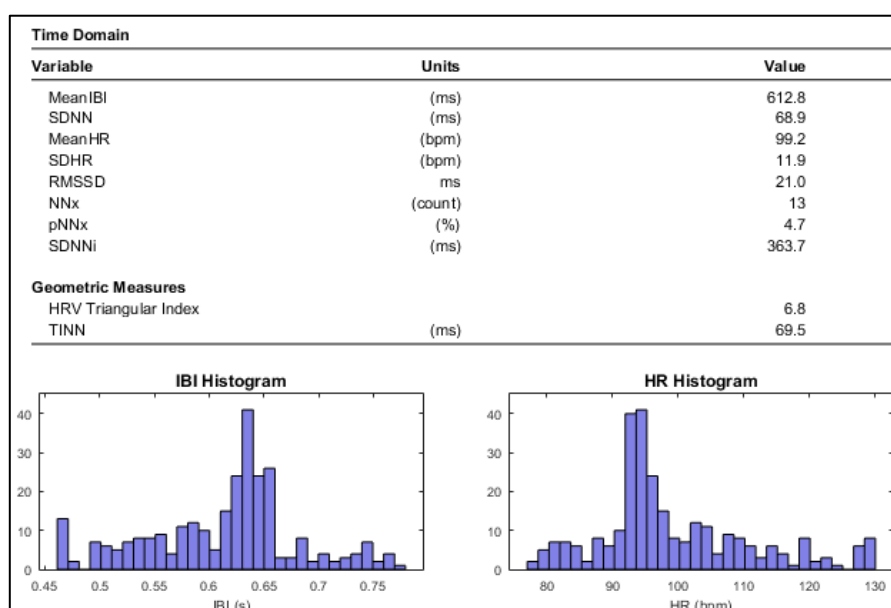 Time Domain
Variable Units Value
MeanIBI (ms) 612.8
SDNN (ms) 68.9
MeanHR (bpm) 99.2
SDHR (bpm) 11.9
RMSSD ms 21.0
NNx (count) 13
pNNx (%) 4.7
SDNNi (ms) 363.7
Geometric Measures
HRV Triangular Index 6.8
TINN (ms) 69.5
IBI Histogram HR Histogram
40 40
30 30
20 20
10 10
0 0
0.45 0.5 0.55 0.6 0.65 0.7 0.75 80 90 100 110 120 130
IBI (s) HR (bpm)